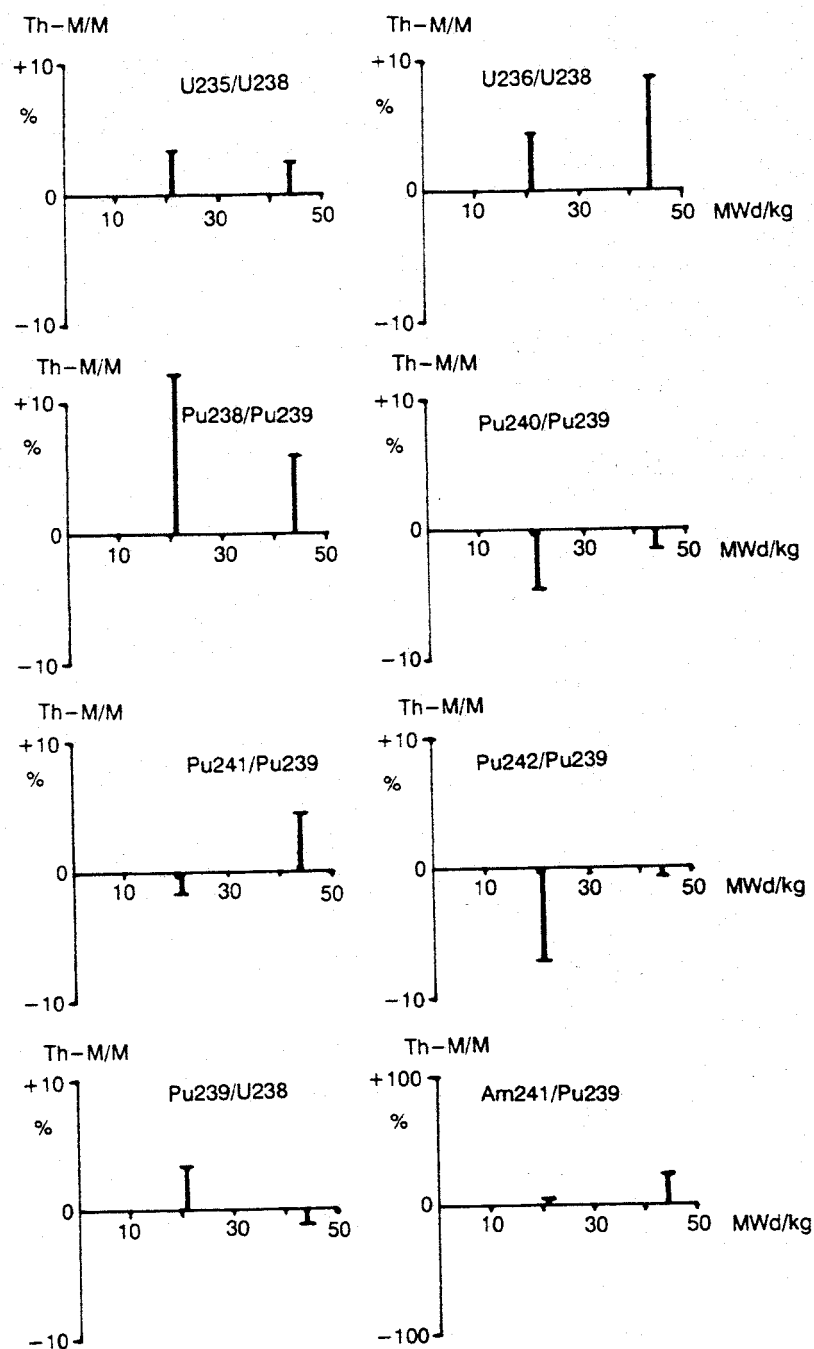 Th-M/M
+10
%
U235/U238
0
10
30
50
-10
Th-M/M
+10
%
U236/U238
0
10
30
50
MWd/kg
-10
Th-M/M
+10
%
Pu238/Pu239
0
10
30
50
-10
Th-M/M
+10
%
Pu240/Pu239
0
10
30
50
MWd/kg
-10
Th-M/M
+10
%
Pu241/Pu239
0
10
30
50
-10
Th-M/M
+10
%
Pu242/Pu239
0
10
30
50
MWd/kg
-10
Th-M/M
+10
%
Pu239/U238
0
10
30
50
-10
Th-M/M
+100
%
Am241/Pu239
0
10
30
50
MWd/kg
-100